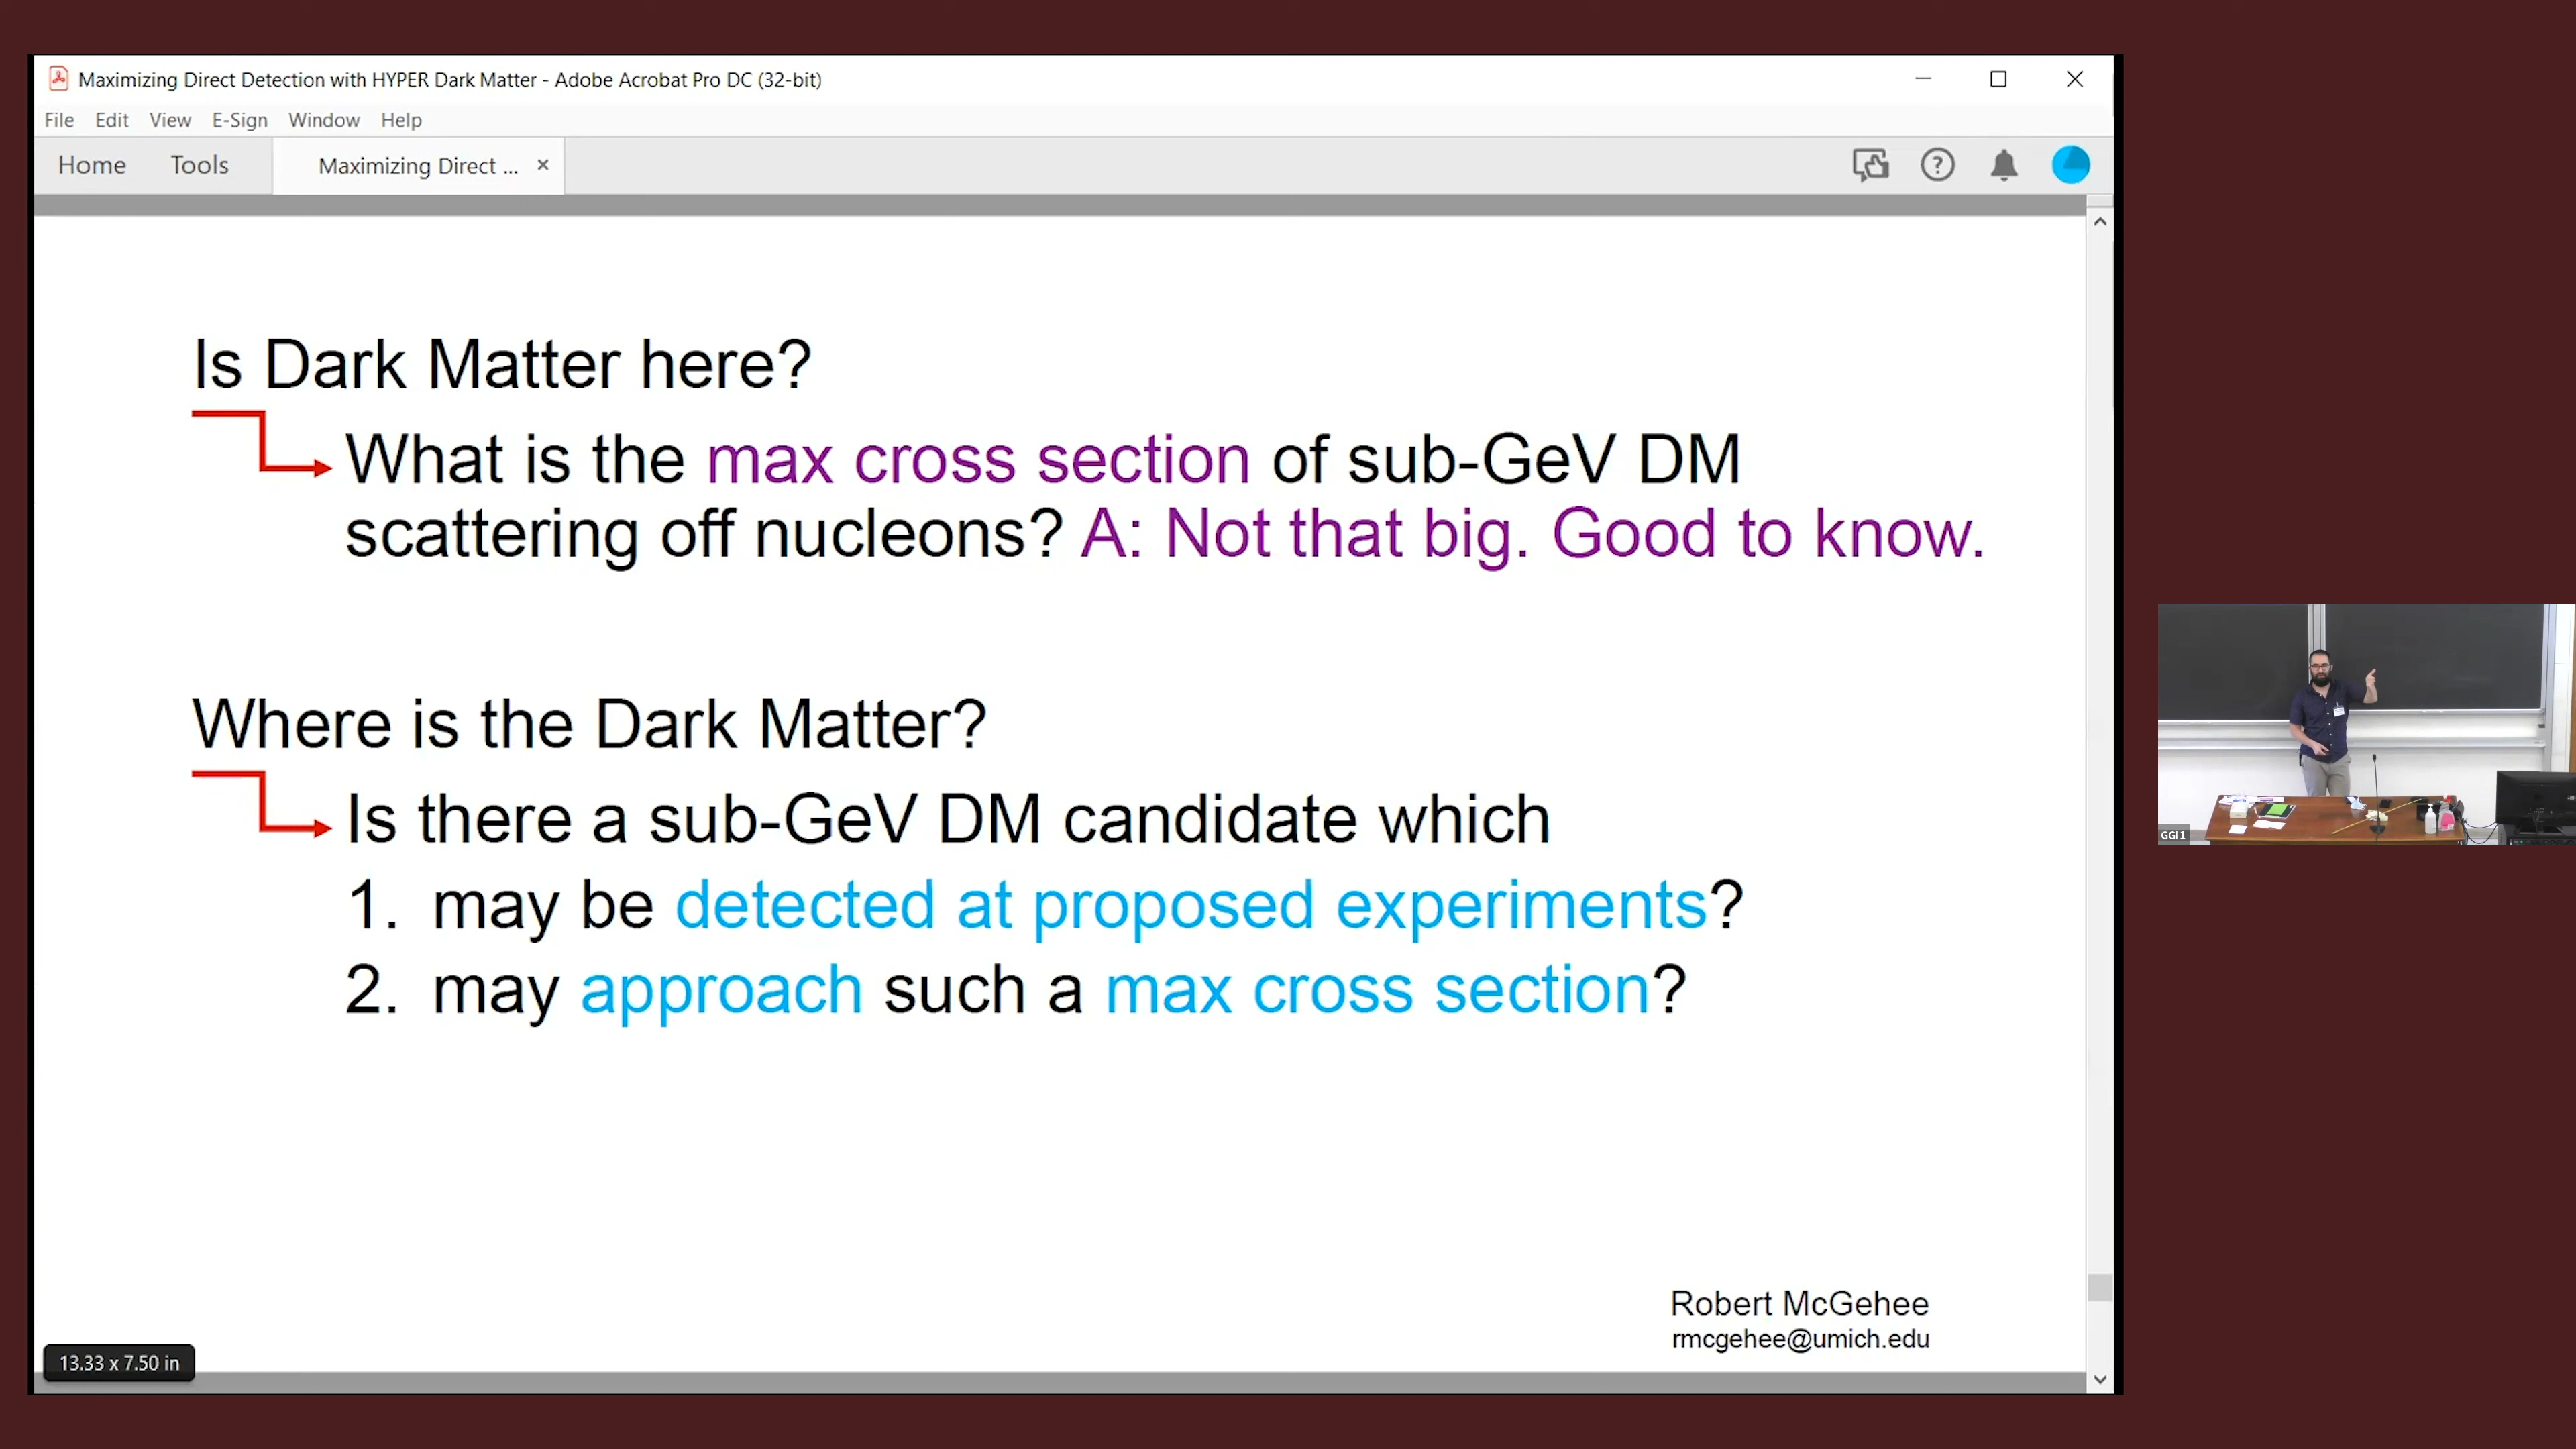 Maximizing Direct Detection with HYPER Dark Matter - Adobe Acrobat Pro DC (32-bit)
File Edit View E-Sign Window Help
Home Tools Maximizing Direct ...
Is Dark Matter here?
What is the max cross section of sub-GeV DM
scattering off nucleons? A: Not that big. Good to know.
Where is the Dark Matter?
Is there a sub-GeV DM candidate which
1. may be detected at proposed experiments?
2. may approach such a max cross section?
Robert McGehee
rmcgehee@umich.edu
13.33 x 7.50 in
GGI 1